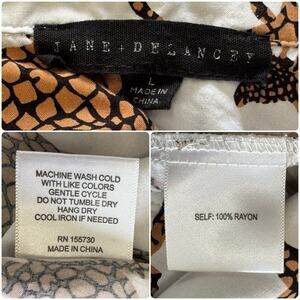 JANE + DELANCEY
L
MADE IN
CHINA
MACHINE WASH COLD
WITH LIKE COLORS
GENTLE CYCLE
DO NOT TUMBLE DRY
HANG DRY
COOL IRON IF NEEDED
RN 155730
MADE IN CHINA
SELF: 100% RAYON